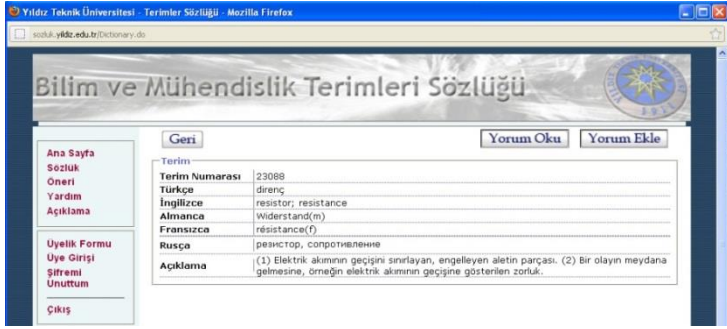 Yıldız Teknik Üniversitesi - Terimler Sözlüğü - Mozilla Firefox
sozluk.yildiz.edu.tr/Dictionary.do
Bilim ve Mühendislik Terimleri Sözlüğü
Geri
Yorum Oku
Yorum Ekle
Ana Sayfa
Sözlük
Öneri
Yardım
Açıklama
Üyelik Formu
Üye Girişi
Şifremi
Unuttum
Çıkış
Terim
Terim Numarası 23088
Türkçe direnç
İngilizce resistor; resistance
Almanca Widerstand(m)
Fransızca résistance(f)
Rusça резистор, сопротивление
Açıklama (1) Elektrik akımının geçişini sınırlayan, engelleyen aletin parçası. (2) Bir olayın meydana
gelmesine, örneğin elektrik akımının geçişine gösterilen zorluk.